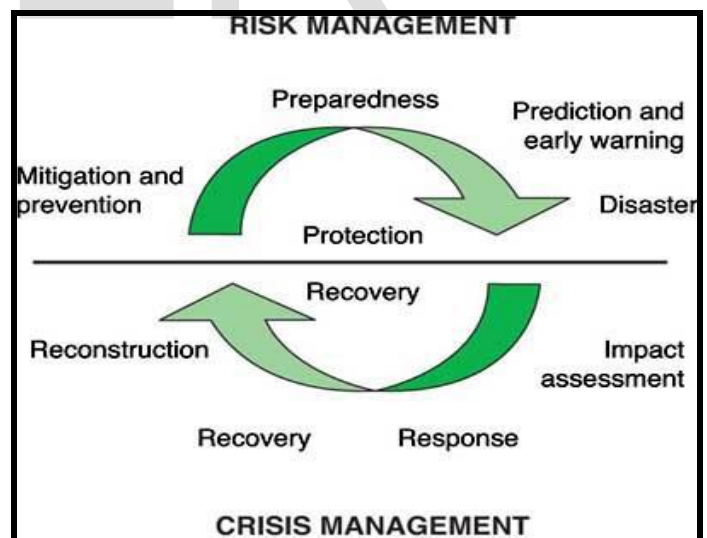 RISK MANAGEMENT
Preparedness
Prediction and
early warning
Mitigation and
prevention
Disaster
Protection
Recovery
Reconstruction
Impact
assessment
Recovery
Response
CRISIS MANAGEMENT